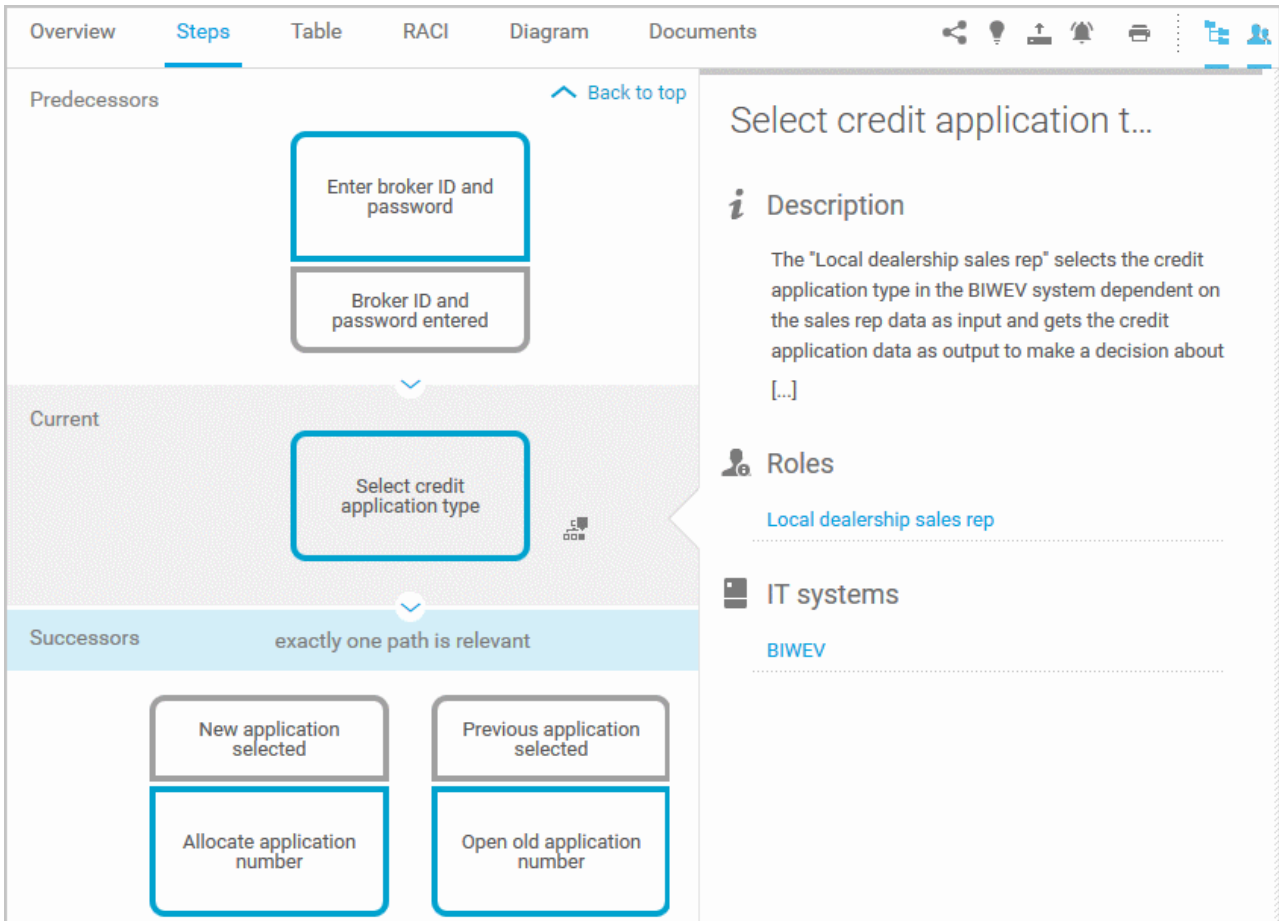 Overview Steps Table RACI Diagram Documents
Predecessors
Back to top
Enter broker ID and
password
Broker ID and
password entered
Current
Select credit
application type
Successors
exactly one path is relevant
New application
selected
Allocate application
number
Previous application
selected
Open old application
number
Select credit application t...
Description
The "Local dealership sales rep" selects the credit
application type in the BIWEV system dependent on
the sales rep data as input and gets the credit
application data as output to make a decision about
[...]
Roles
Local dealership sales rep
IT systems
BIWEV